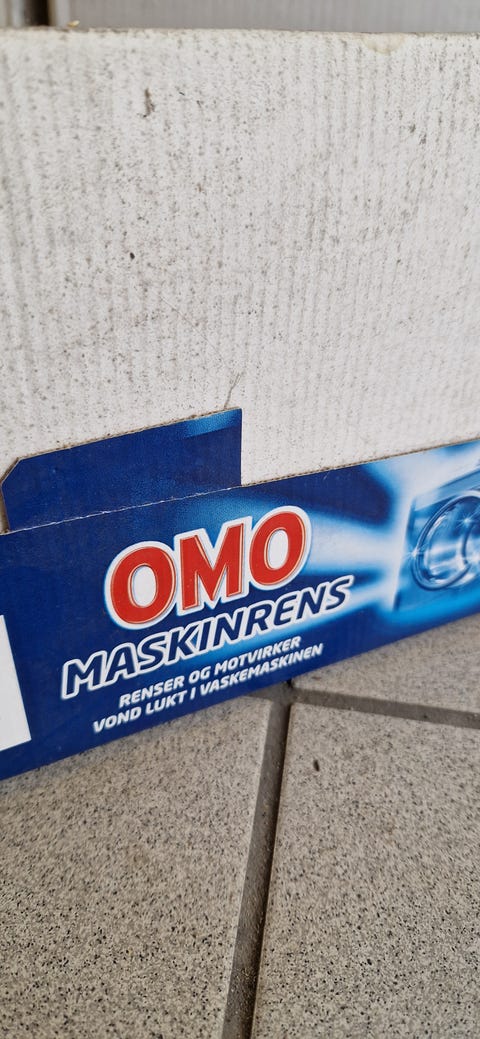 OMO
MASKINRENS
RENSER OG MOTVIRKER
VOND LUKT I VASKEMASKINEN